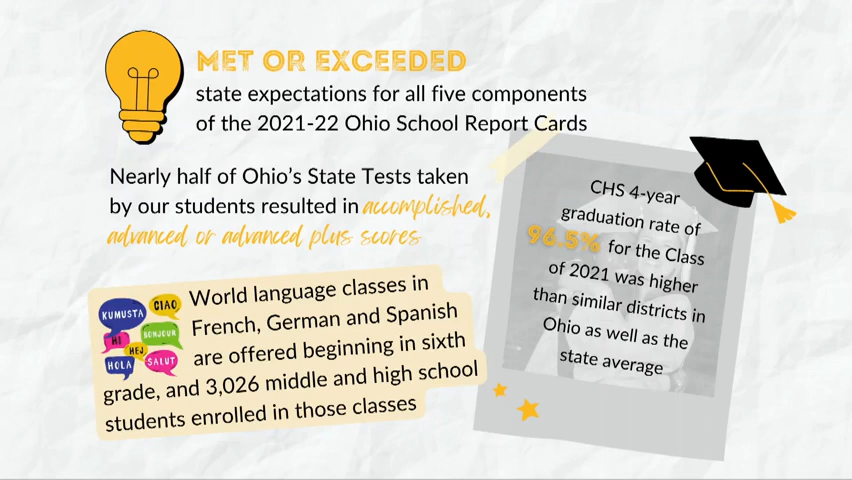 MET OR EXCEEDED
state expectations for all five components
of the 2021-22 Ohio School Report Cards
Nearly half of Ohio's State Tests taken
by our students resulted in accomplished,
advanced or advanced plus scores
KUMUSTA
CIAO
HI
BONJOUR
HEJ
HOLA
SALUT
World language classes in
French, German and Spanish
are offered beginning in sixth
grade, and 3,026 middle and high school
students enrolled in those classes
CHS 4-year
graduation rate of
96.5% for the Class
of 2021 was higher
than similar districts in
Ohio as well as the
state average